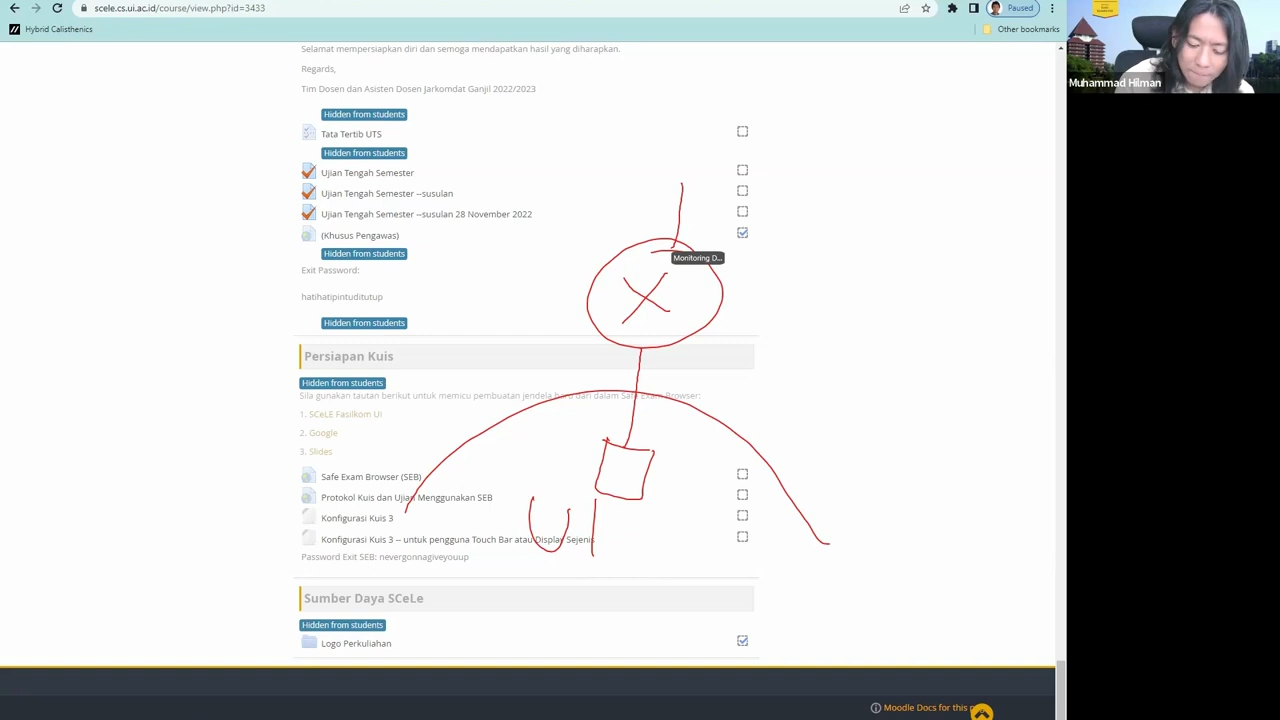 scele.cs.ui.ac.id/course/view.php?id=3433
Paused
Hybrid Calisthenics
Other bookmarks
Muhammad Hilman
Selamat mempersiapkan diri dan semoga mendapatkan hasil yang diharapkan.
Regards,
Tim Dosen dan Asisten Dosen Jarkomdat Ganjil 2022/2023
Hidden from students
Tata Tertib UTS
Hidden from students
Ujian Tengah Semester
Ujian Tengah Semester --susulan
Ujian Tengah Semester --susulan 28 November 2022
(Khusus Pengawas)
Hidden from students
Monitoring D...
Exit Password:
hatihatipintuditutup
Hidden from students
X
Persiapan Kuis
Hidden from students
Sila gunakan tautan berikut untuk memicu pembuatan jendela baru dari dalam Safe Exam Browser:
1. SCeLE Fasilkom UI
2. Google
3. Slides
Safe Exam Browser (SEB)
Protokol Kuis dan Ujian Menggunakan SEB
Konfigurasi Kuis 3
UI
Konfigurasi Kuis 3 -- untuk pengguna Touch Bar atau Display Sejenis
Password Exit SEB: nevergonnagiveyouup
Sumber Daya SCeLe
Hidden from students
Logo Perkuliahan
Moodle Docs for this p